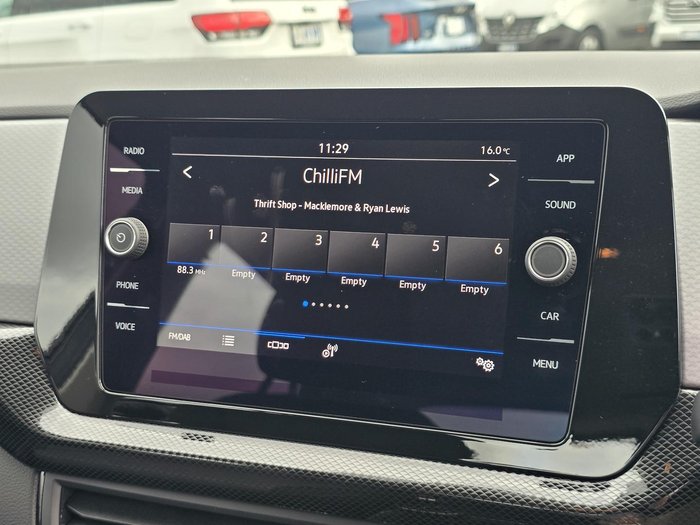 11:29
16.0 °C
RADIO
MEDIA
PHONE
VOICE
< ChilliFM >
Thrift Shop - Macklemore & Ryan Lewis
1 2 3 4 5 6
88.3 MHz Empty Empty Empty Empty Empty
FM/DAB
APP
SOUND
CAR
MENU